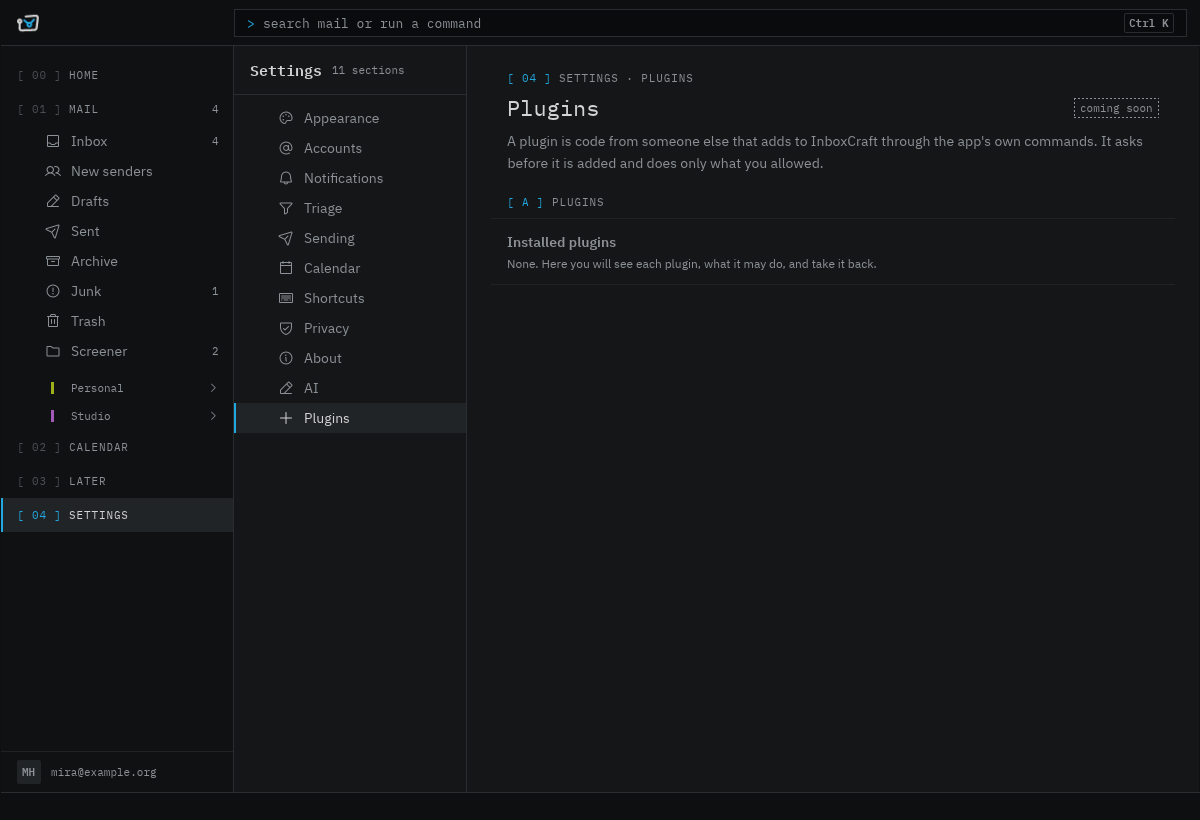 > search mail or run a command
Ctrl K
[ 00 ] HOME
[ 01 ] MAIL 4
Inbox 4
New senders
Drafts
Sent
Archive
Junk 1
Trash
Screener 2
Personal
Studio
[ 02 ] CALENDAR
[ 03 ] LATER
[ 04 ] SETTINGS
MH mira@example.org
Settings 11 sections
Appearance
Accounts
Notifications
Triage
Sending
Calendar
Shortcuts
Privacy
About
AI
Plugins
[ 04 ] SETTINGS · PLUGINS
Plugins
coming soon
A plugin is code from someone else that adds to InboxCraft through the app's own commands. It asks
before it is added and does only what you allowed.
[ A ] PLUGINS
Installed plugins
None. Here you will see each plugin, what it may do, and take it back.